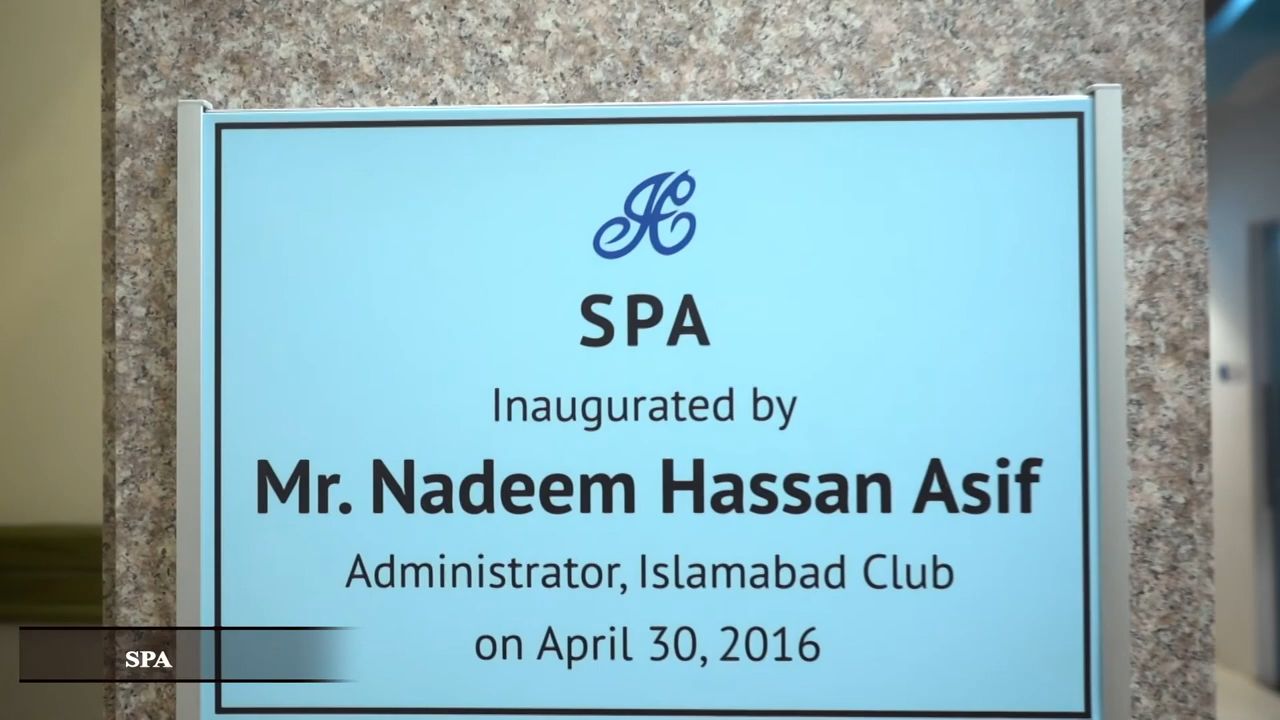 SPA
Inaugurated by
Mr. Nadeem Hassan Asif
Administrator, Islamabad Club
on April 30, 2016
SPA